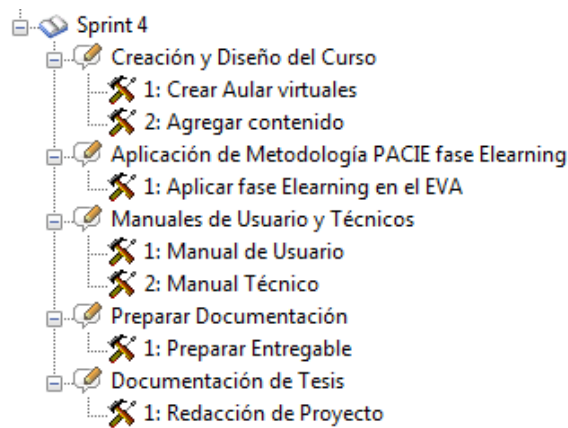 Sprint 4
Creación y Diseño del Curso
1: Crear Aular virtuales
2: Agregar contenido
Aplicación de Metodología PACIE fase Elearning
1: Aplicar fase Elearning en el EVA
Manuales de Usuario y Técnicos
1: Manual de Usuario
2: Manual Técnico
Preparar Documentación
1: Preparar Entregable
Documentación de Tesis
1: Redacción de Proyecto